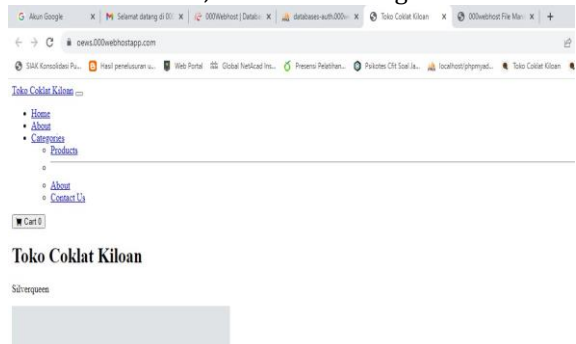 Akun Google
Selamat datang di 00
000Webhost | Databa
databases-auth.000w
Toko Coklat Kiloan
000webhost File Man
oews.000webhostapp.com
SIAK Konsolidasi Pu...
Hasil penelusuran u...
Web Portal
Global NetAcad Ins...
Presensi Pelatihan...
Psikotes Cfit Soal Ja...
localhost/phpmyad...
Toko Coklat Kiloan
Toko Coklat Kiloan
Home
About
Categories
Products
About
Contact Us
Cart 0
Toko Coklat Kiloan
Silverqueen